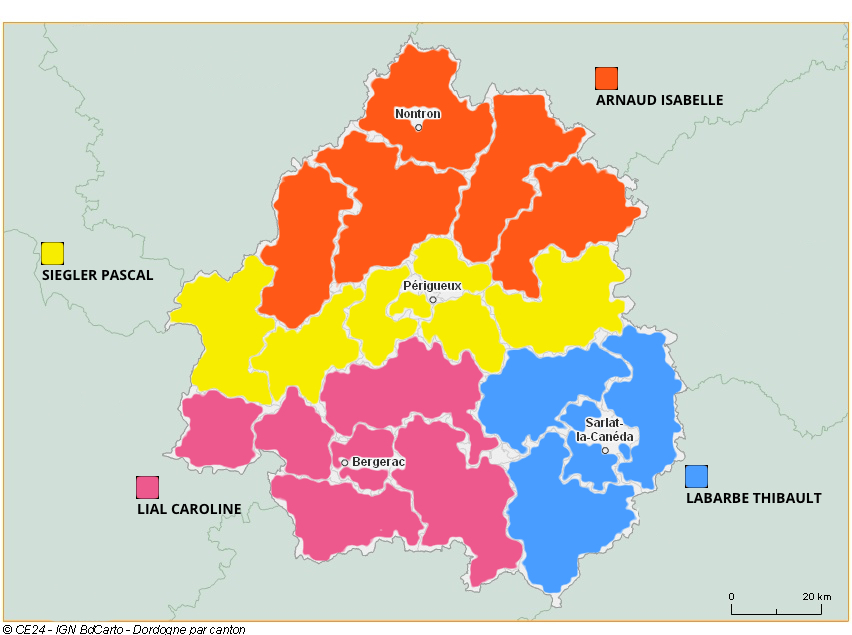 ARNAUD ISABELLE
Nontron
SIEGLER PASCAL
Périgueux
Sarlat-
la-Canéda
Bergerac
LABARBE THIBAULT
LIAL CAROLINE
0 20 km
© CE24 - IGN BdCarto - Dordogne par canton